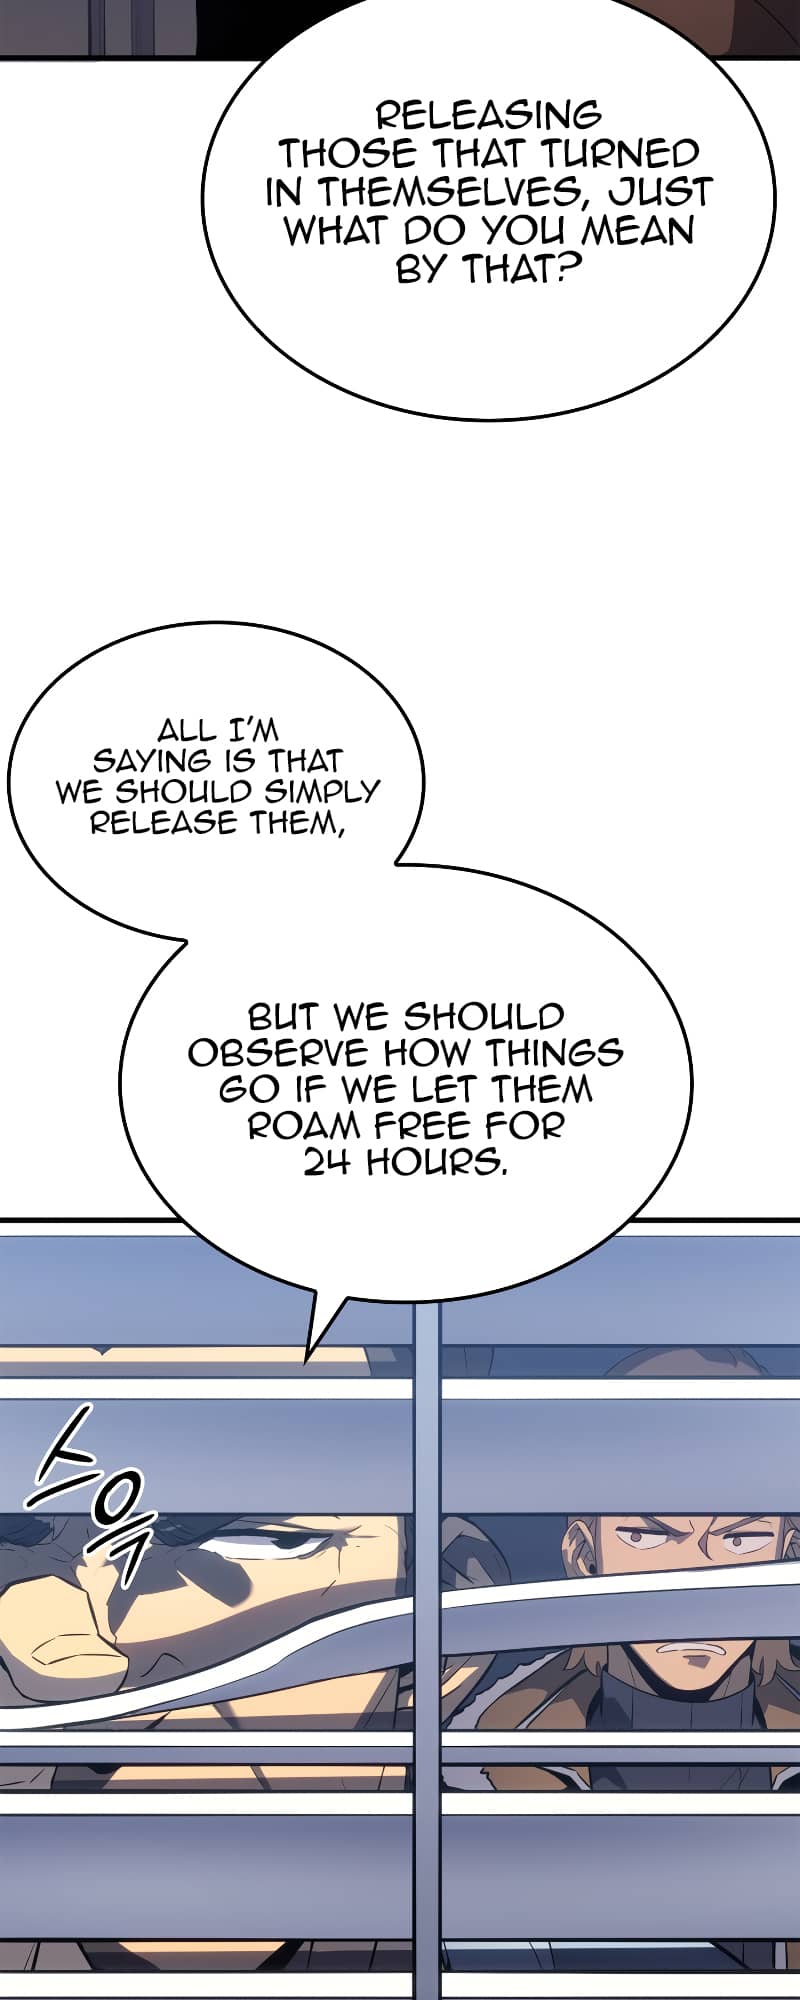 RELEASING
THOSE THAT TURNED
IN THEMSELVES, JUST
WHAT DO YOU MEAN
BY THAT?
ALL I'M
SAYING IS THAT
WE SHOULD SIMPLY
RELEASE THEM,
BUT WE SHOULD
OBSERVE HOW THINGS
GO IF WE LET THEM
ROAM FREE FOR
24 HOURS.
스윽